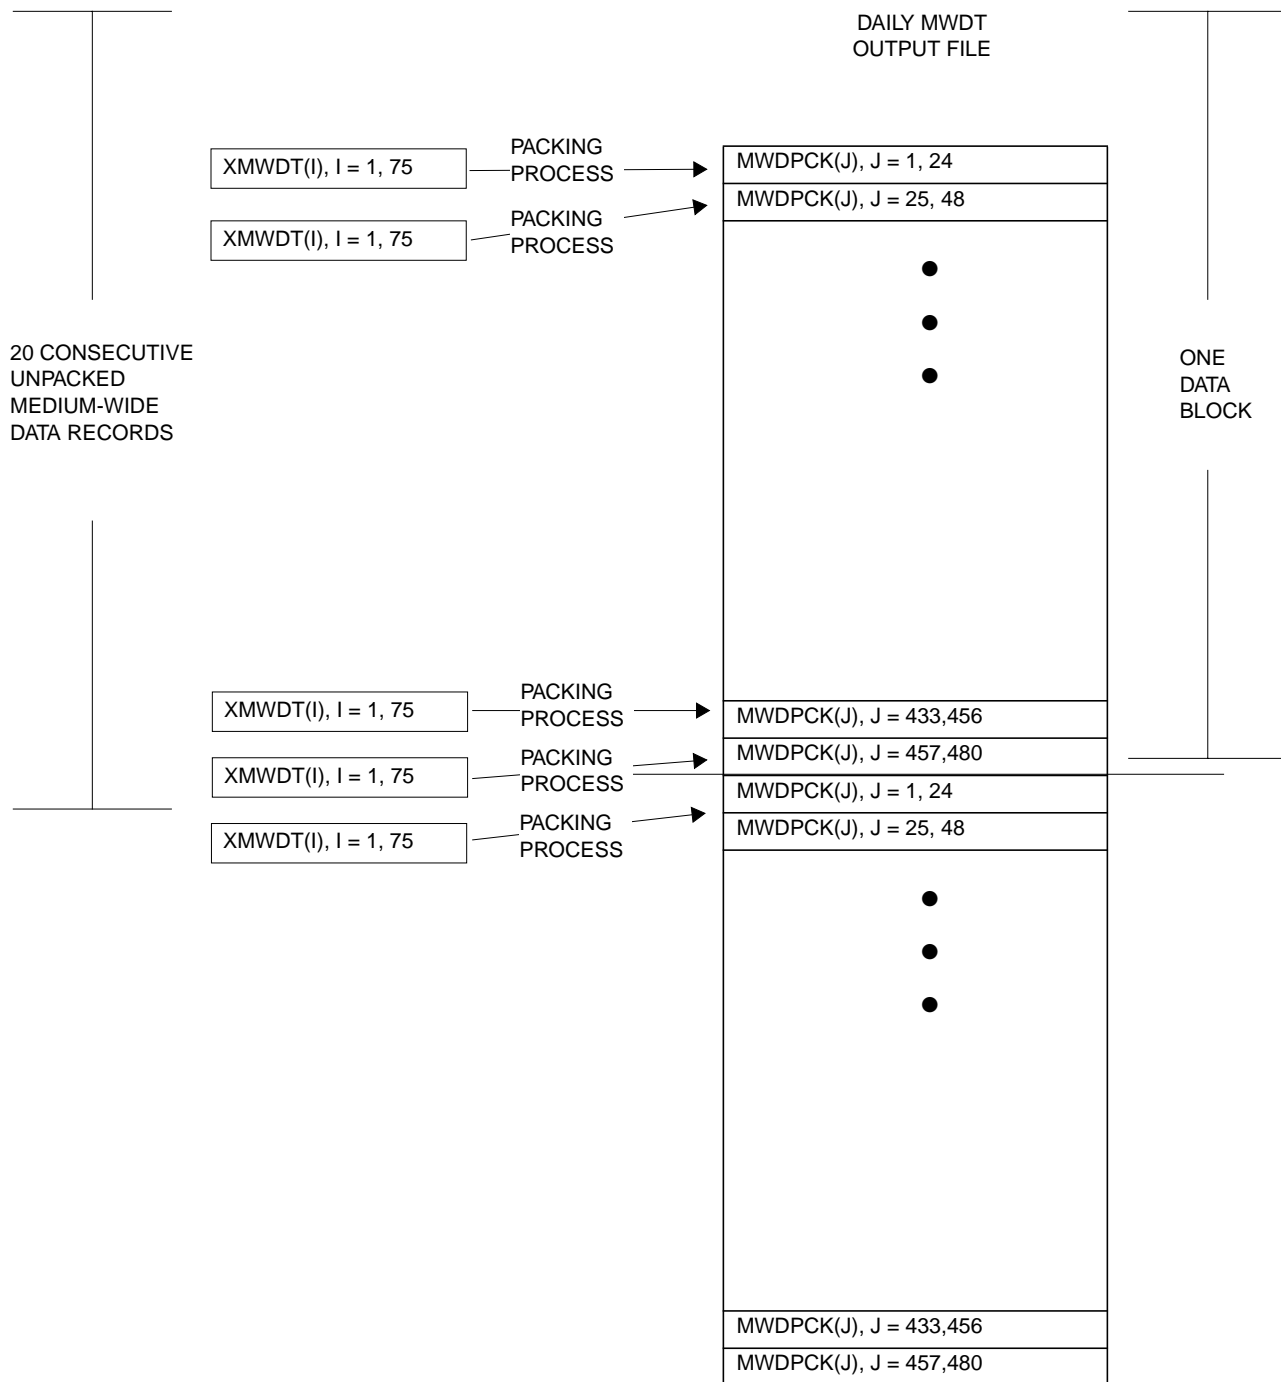 DAILY MWDT
OUTPUT FILE
XMWDT(I), I = 1, 75
PACKING
PROCESS
MWDPCK(J), J = 1, 24
XMWDT(I), I = 1, 75
PACKING
PROCESS
MWDPCK(J), J = 25, 48
20 CONSECUTIVE
UNPACKED
MEDIUM-WIDE
DATA RECORDS
ONE
DATA
BLOCK
XMWDT(I), I = 1, 75
PACKING
PROCESS
MWDPCK(J), J = 433,456
XMWDT(I), I = 1, 75
PACKING
PROCESS
MWDPCK(J), J = 457,480
MWDPCK(J), J = 1, 24
XMWDT(I), I = 1, 75
PACKING
PROCESS
MWDPCK(J), J = 25, 48
MWDPCK(J), J = 433,456
MWDPCK(J), J = 457,480